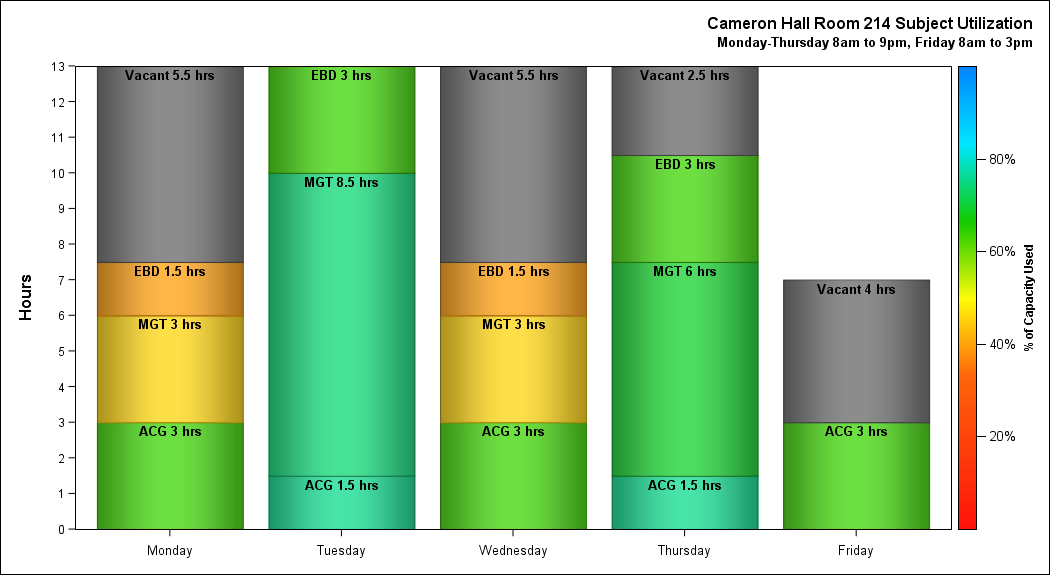 Cameron Hall Room 214 Subject Utilization
Monday-Thursday 8am to 9pm, Friday 8am to 3pm
Hours
13
12
11
10
9
8
7
6
5
4
3
2
1
0
Vacant 5.5 hrs
EBD 1.5 hrs
MGT 3 hrs
ACG 3 hrs
EBD 3 hrs
MGT 8.5 hrs
ACG 1.5 hrs
Vacant 5.5 hrs
EBD 1.5 hrs
MGT 3 hrs
ACG 3 hrs
Vacant 2.5 hrs
EBD 3 hrs
MGT 6 hrs
ACG 1.5 hrs
Vacant 4 hrs
ACG 3 hrs
Monday
Tuesday
Wednesday
Thursday
Friday
80%
60%
40%
20%
% of Capacity Used